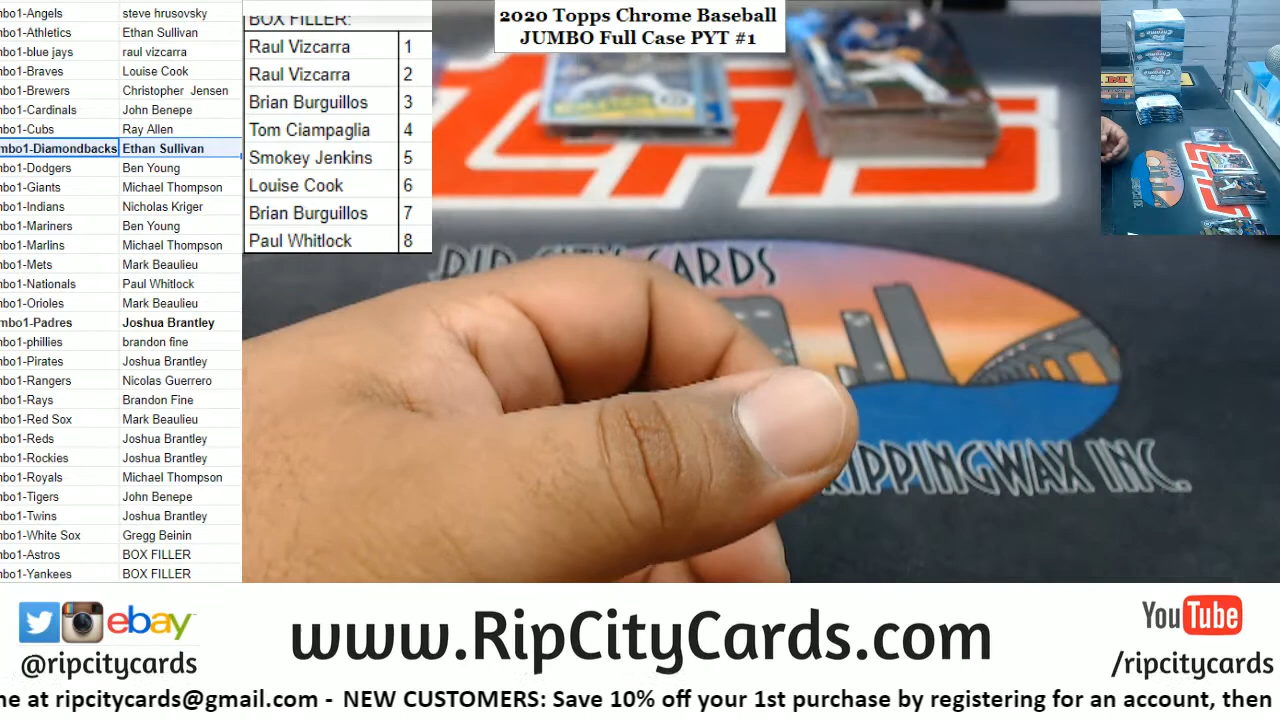 mbo1-Angels steve hrusovsky
mbo1-Athletics Ethan Sullivan
mbo1-blue jays raul vizcarra
mbo1-Braves Louise Cook
mbo1-Brewers Christopher Jensen
mbo1-Cardinals John Benepe
mbo1-Cubs Ray Allen
mbo1-Diamondbacks Ethan Sullivan
mbo1-Dodgers Ben Young
mbo1-Giants Michael Thompson
mbo1-Indians Nicholas Kriger
mbo1-Mariners Ben Young
mbo1-Marlins Michael Thompson
mbo1-Mets Mark Beaulieu
mbo1-Nationals Paul Whitlock
mbo1-Orioles Mark Beaulieu
mbo1-Padres Joshua Brantley
mbo1-phillies brandon fine
mbo1-Pirates Joshua Brantley
mbo1-Rangers Nicolas Guerrero
mbo1-Rays Brandon Fine
mbo1-Red Sox Mark Beaulieu
mbo1-Reds Joshua Brantley
mbo1-Rockies Joshua Brantley
mbo1-Royals Michael Thompson
mbo1-Tigers John Benepe
mbo1-Twins Joshua Brantley
mbo1-White Sox Gregg Beinin
mbo1-Astros BOX FILLER
mbo1-Yankees BOX FILLER
BOX FILLER:
Raul Vizcarra 1
Raul Vizcarra 2
Brian Burguillos 3
Tom Ciampaglia 4
Smokey Jenkins 5
Louise Cook 6
Brian Burguillos 7
Paul Whitlock 8
2020 Topps Chrome Baseball
JUMBO Full Case PYT #1
RIP CITY CARDS
RIPPINGWAX INC.
ebay
@ripcitycards
www.RipCityCards.com
YouTube
/ripcitycards
me at ripcitycards@gmail.com - NEW CUSTOMERS: Save 10% off your 1st purchase by registering for an account, then